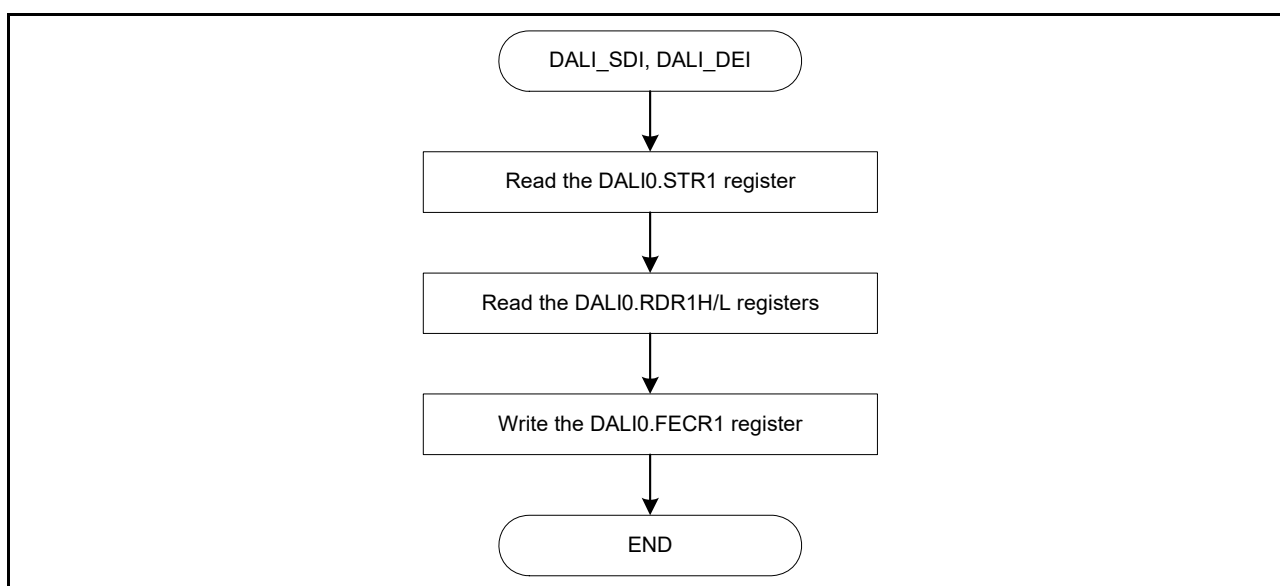 DALI_SDI, DALI_DEI
Read the DALI0.STR1 register
Read the DALI0.RDR1H/L registers
Write the DALI0.FECR1 register
END